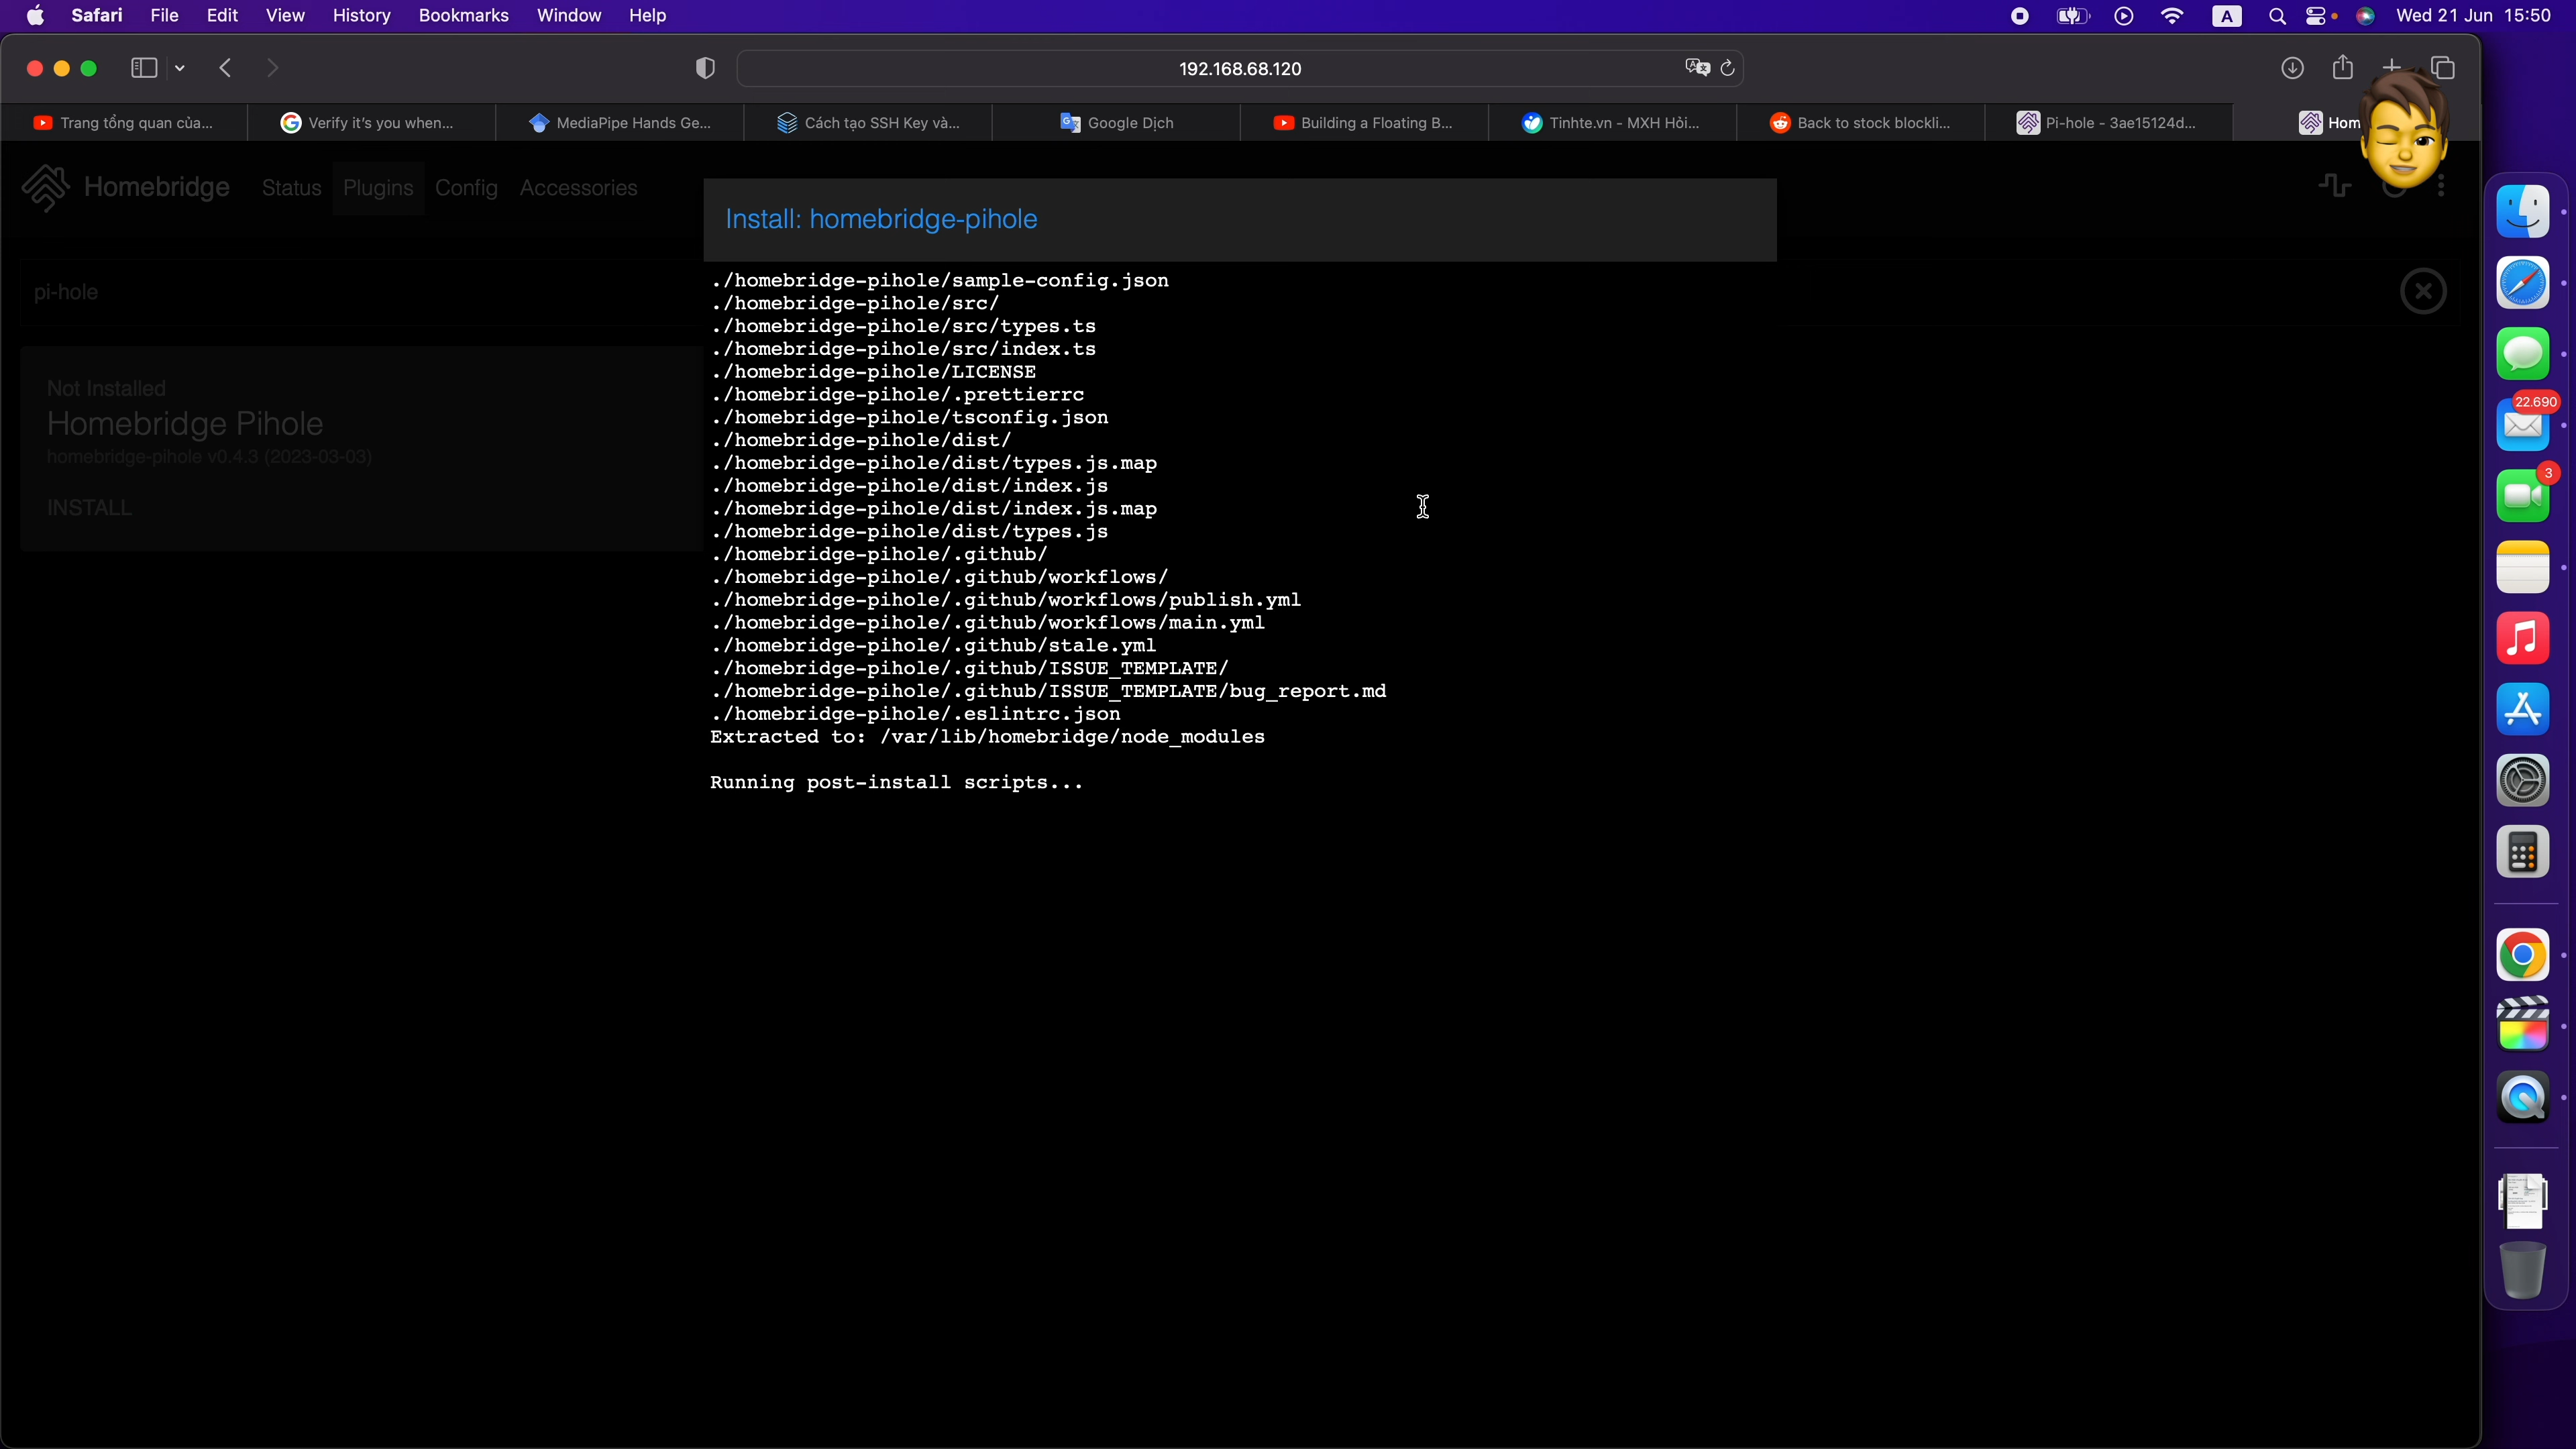 Safari File Edit View History Bookmarks Window Help
A
Wed 21 Jun 15:50
192.168.68.120
Trang tổng quan của...
Verify it's you when...
MediaPipe Hands Ge...
Cách tạo SSH Key và...
Google Dịch
Building a Floating B...
Tinhte.vn - MXH Hỏi...
Back to stock blockli...
Pi-hole - 3ae15124d...
Hom
Homebridge Status Plugins Config Accessories
Install: homebridge-pihole
pi-hole
Not Installed
Homebridge Pihole
homebridge-pihole v0.4.3 (2023-03-03)
INSTALL
./homebridge-pihole/sample-config.json
./homebridge-pihole/src/
./homebridge-pihole/src/types.ts
./homebridge-pihole/src/index.ts
./homebridge-pihole/LICENSE
./homebridge-pihole/.prettierrc
./homebridge-pihole/tsconfig.json
./homebridge-pihole/dist/
./homebridge-pihole/dist/types.js.map
./homebridge-pihole/dist/index.js
./homebridge-pihole/dist/index.js.map
./homebridge-pihole/dist/types.js
./homebridge-pihole/.github/
./homebridge-pihole/.github/workflows/
./homebridge-pihole/.github/workflows/publish.yml
./homebridge-pihole/.github/workflows/main.yml
./homebridge-pihole/.github/stale.yml
./homebridge-pihole/.github/ISSUE_TEMPLATE/
./homebridge-pihole/.github/ISSUE_TEMPLATE/bug_report.md
./homebridge-pihole/.eslintrc.json
Extracted to: /var/lib/homebridge/node_modules
Running post-install scripts...
22.690
3